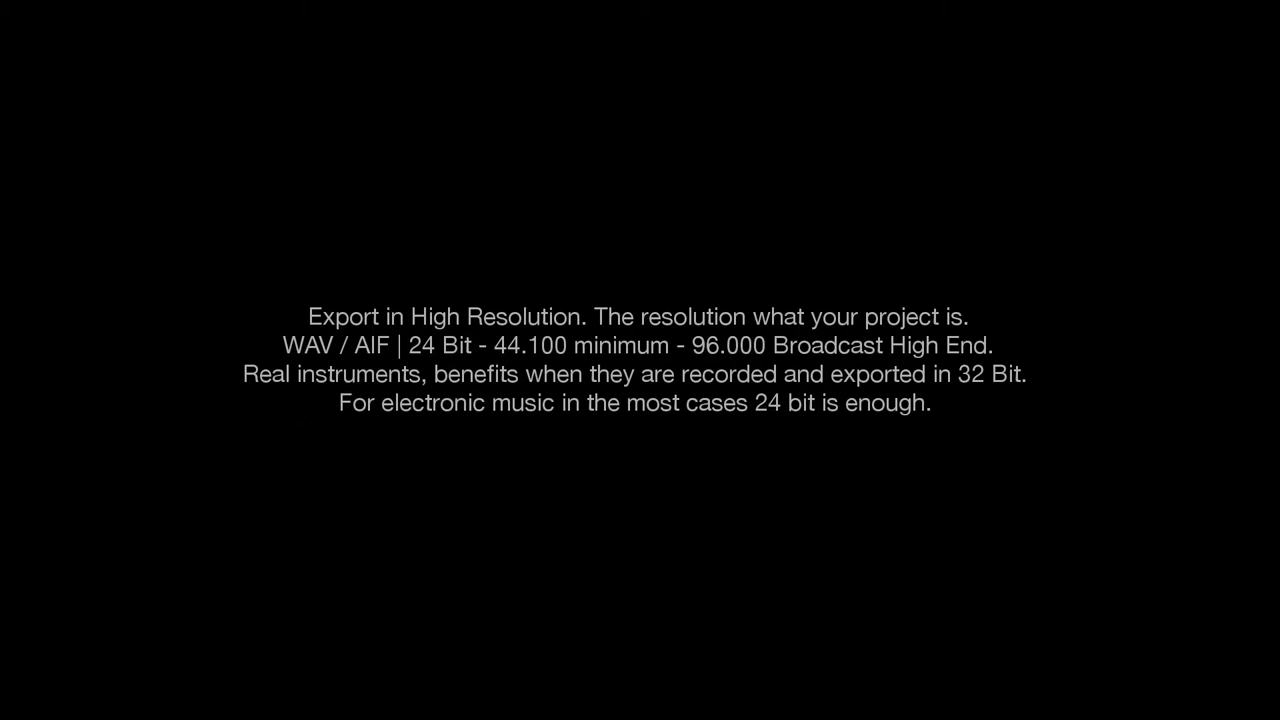 Export in High Resolution. The resolution what your project is.
WAV / AIF | 24 Bit - 44.100 minimum - 96.000 Broadcast High End.
Real instruments, benefits when they are recorded and exported in 32 Bit.
For electronic music in the most cases 24 bit is enough.